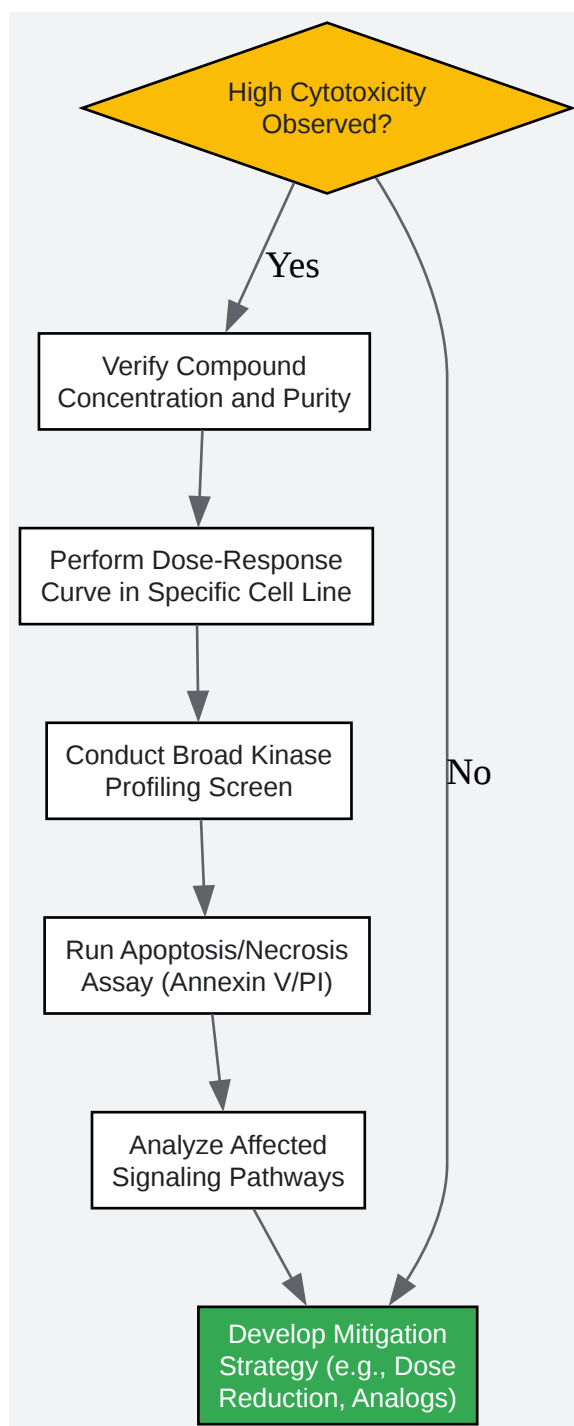 High Cytotoxicity
Observed?
Yes
Verify Compound
Concentration and Purity
Perform Dose-Response
Curve in Specific Cell Line
Conduct Broad Kinase
Profiling Screen
No
Run Apoptosis/Necrosis
Assay (Annexin V/PI)
Analyze Affected
Signaling Pathways
Develop Mitigation
Strategy (e.g., Dose
Reduction, Analogs)